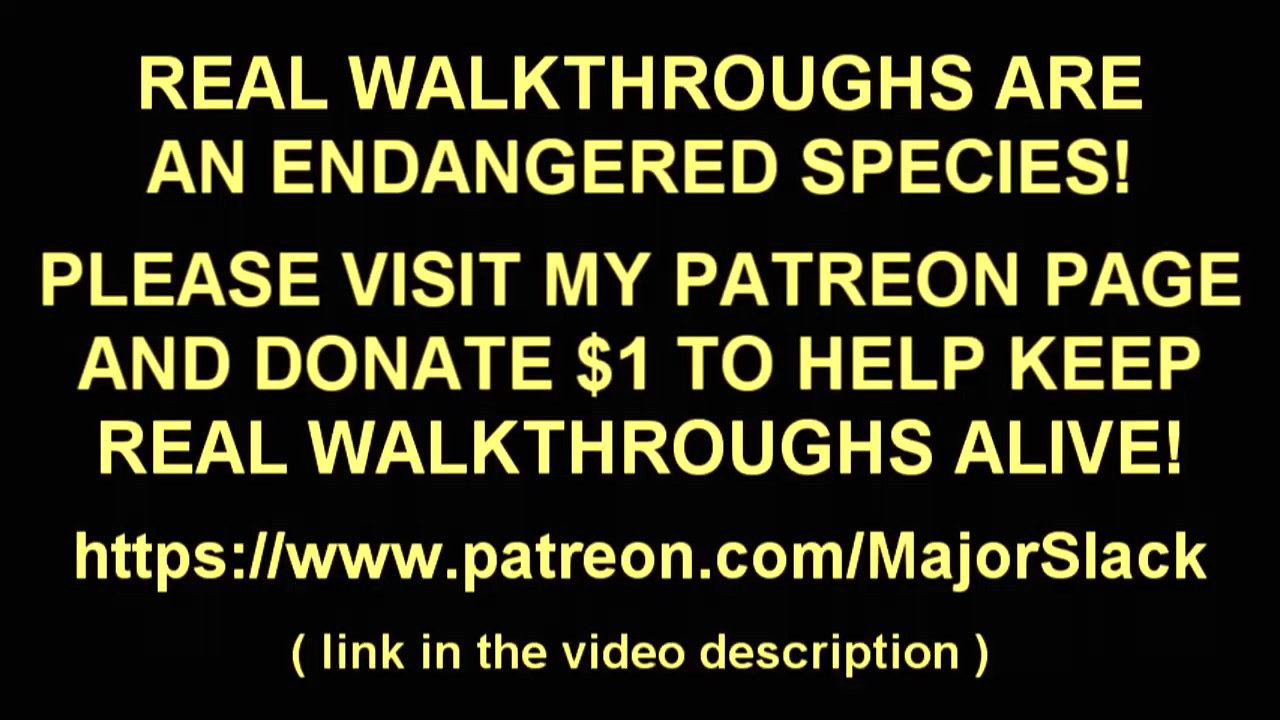 REAL WALKTHROUGHS ARE
AN ENDANGERED SPECIES!
PLEASE VISIT MY PATREON PAGE
AND DONATE $1 TO HELP KEEP
REAL WALKTHROUGHS ALIVE!
https://www.patreon.com/MajorSlack
( link in the video description )